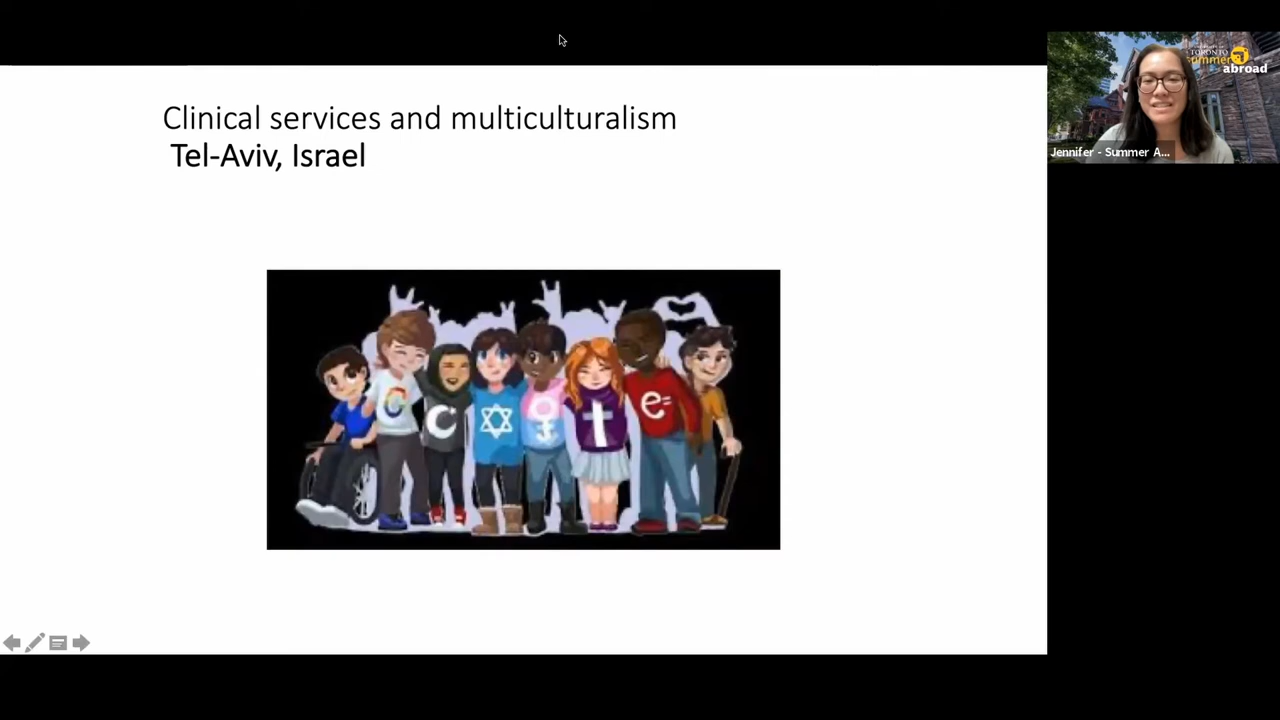 Clinical services and multiculturalism
Tel-Aviv, Israel
TORONTO
summer
abroad
Jennifer - Summer A...
C
e=